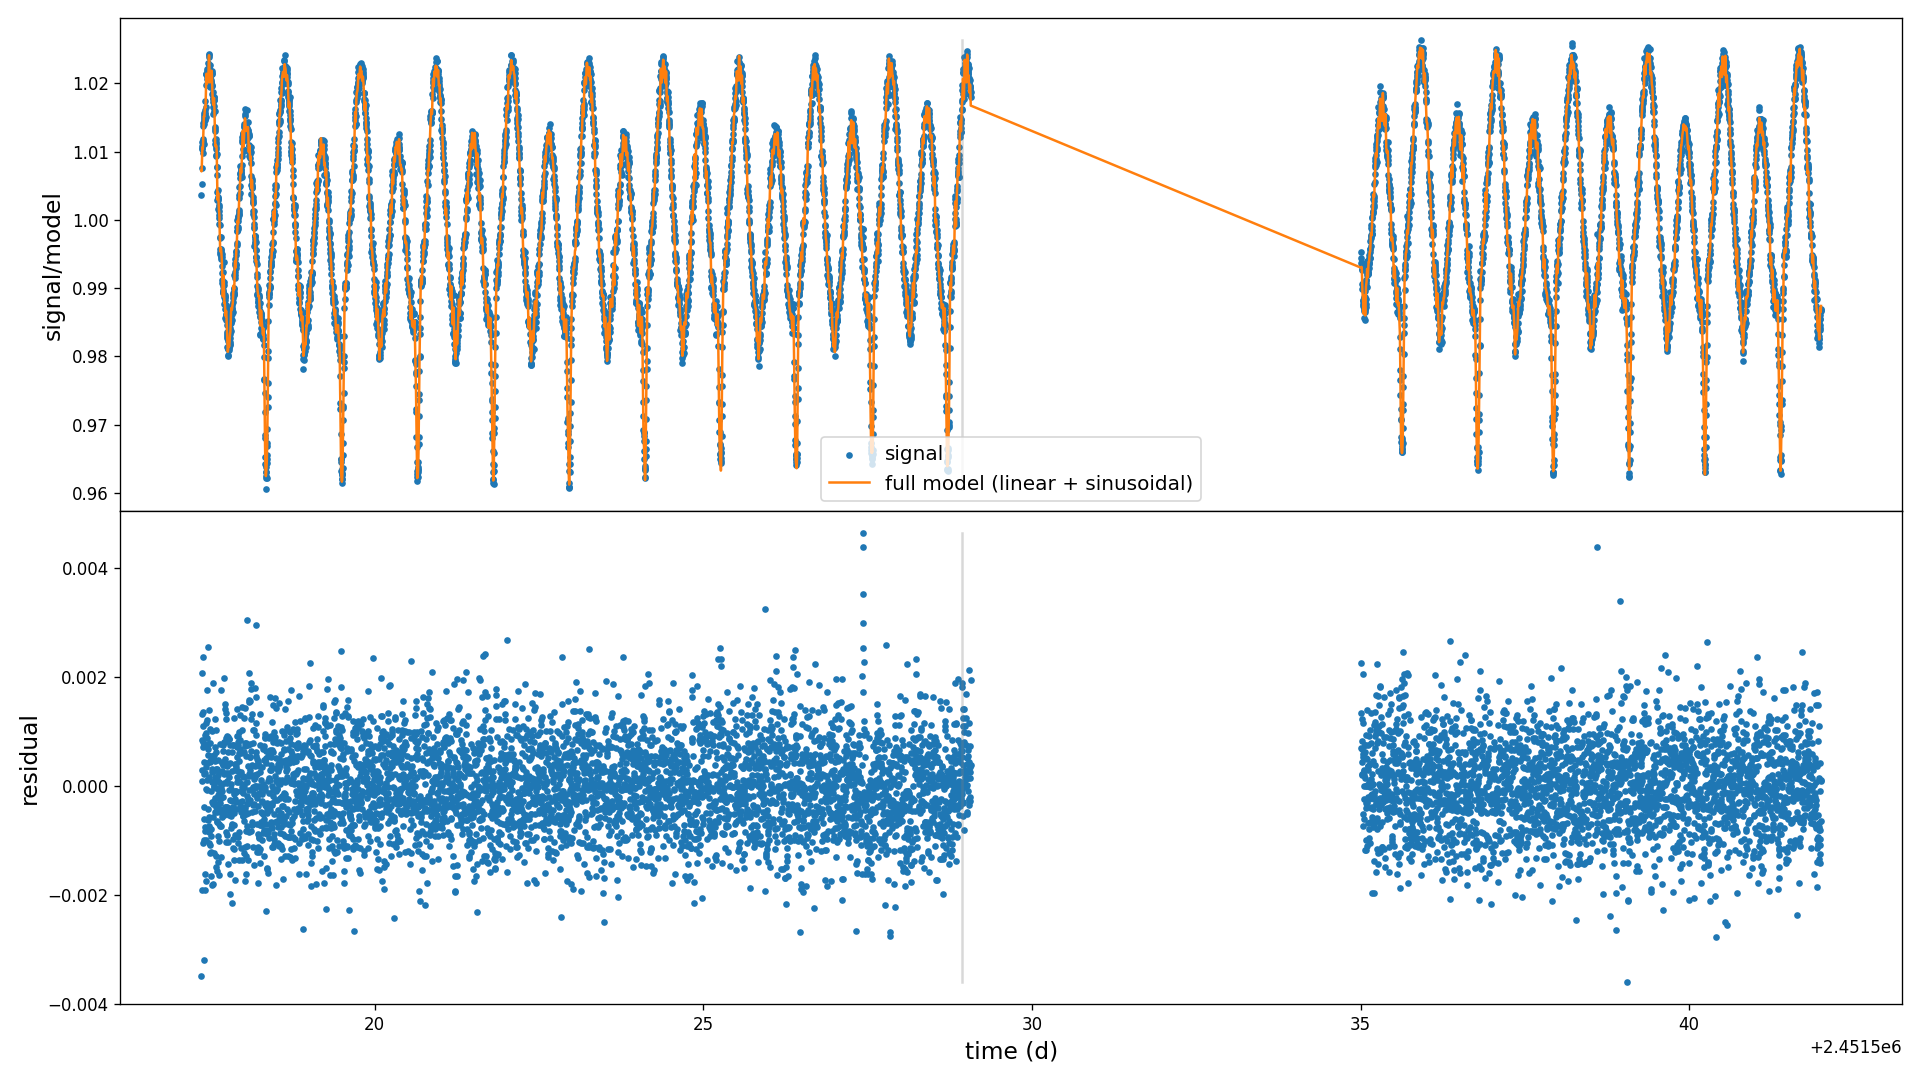 signal/model
1.02
1.01
1.00
0.99
0.98
0.97
0.96
signal
full model (linear + sinusoidal)
residual
0.004
0.002
0.000
−0.002
−0.004
20
25
30
35
40
time (d)
+2.4515e6